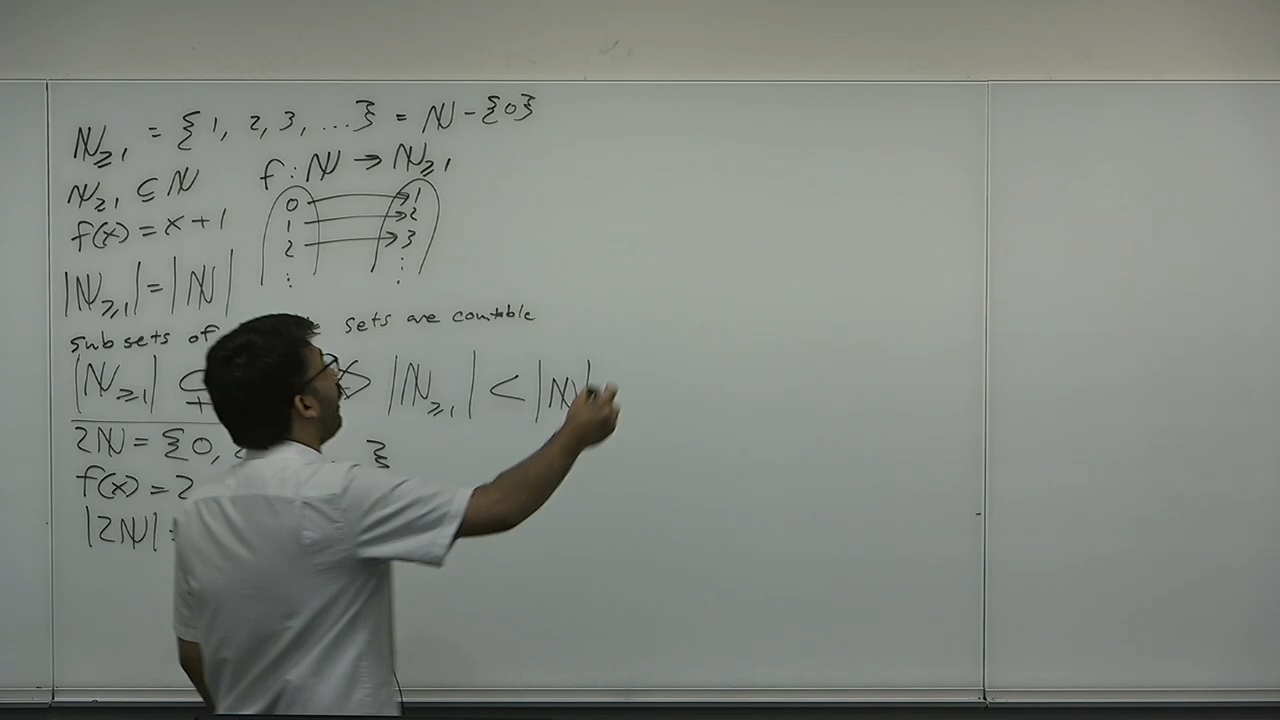 ℕ≥1 = {1, 2, 3, ...} = ℕ - {0}
ℕ≥1 ⊆ ℕ
f : ℕ → ℕ≥1
f(x) = x + 1
0 → 1
1 → 2
2 → 3
⋮ ⋮
|ℕ≥1| = |ℕ|
subsets of sets are countable
|ℕ≥1| ⊊ |ℕ≥1| < |ℕ|
2ℕ = {0, }
f(x) = 2
|2ℕ| =